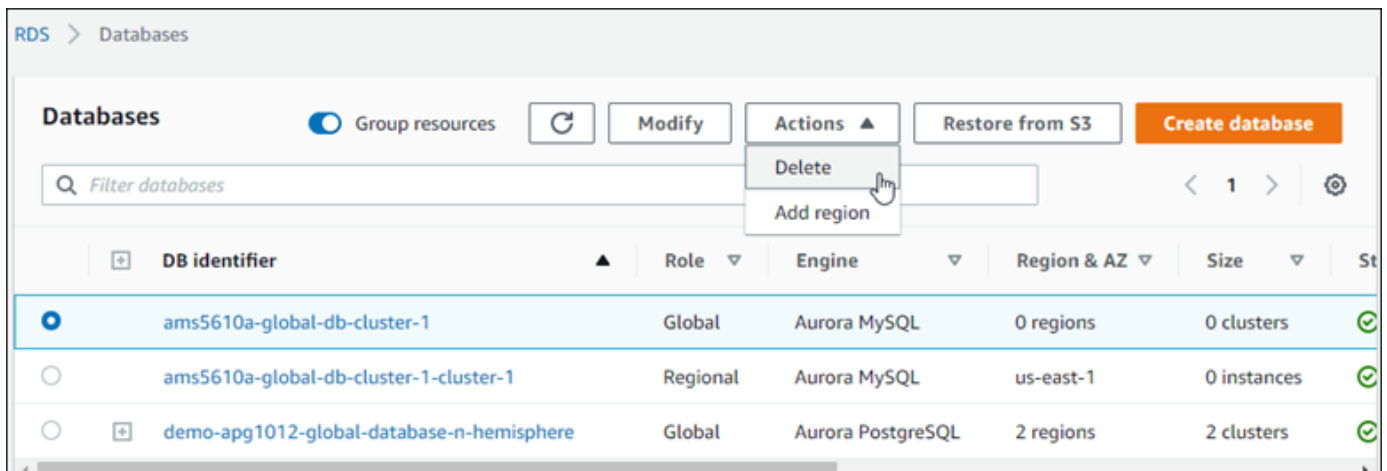 RDS > Databases
Databases Group resources Modify Actions ▲ Restore from S3 Create database
Delete
Filter databases < 1 >
Add region
DB identifier ▲ Role ▽ Engine ▽ Region & AZ ▽ Size ▽ St
ams5610a-global-db-cluster-1 Global Aurora MySQL 0 regions 0 clusters
ams5610a-global-db-cluster-1-cluster-1 Regional Aurora MySQL us-east-1 0 instances
demo-apg1012-global-database-n-hemisphere Global Aurora PostgreSQL 2 regions 2 clusters